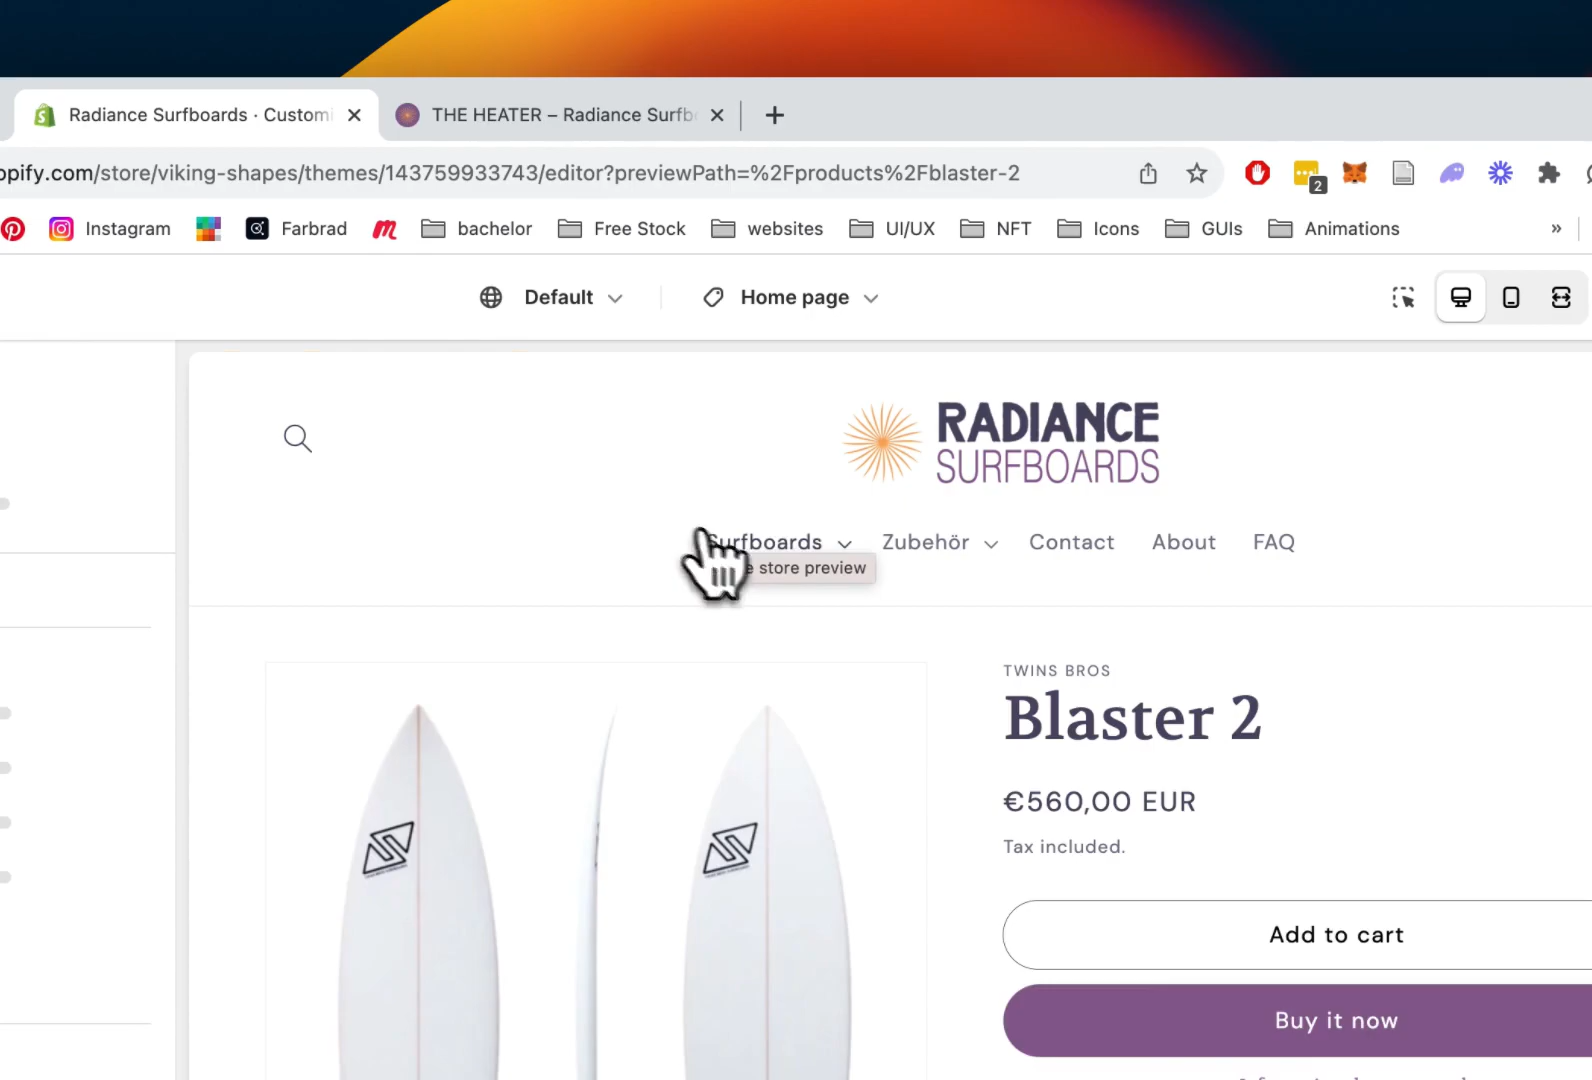 Radiance Surfboards · Customi
THE HEATER – Radiance Surfb
opify.com/store/viking-shapes/themes/143759933743/editor?previewPath=%2Fproducts%2Fblaster-2
2
Instagram
Farbrad
bachelor
Free Stock
websites
UI/UX
NFT
Icons
GUIs
Animations
»
Default
Home page
RADIANCE
SURFBOARDS
Surfboards
Zubehör
Contact
About
FAQ
store preview
TWINS BROS
Blaster 2
€560,00 EUR
Tax included.
Add to cart
Buy it now